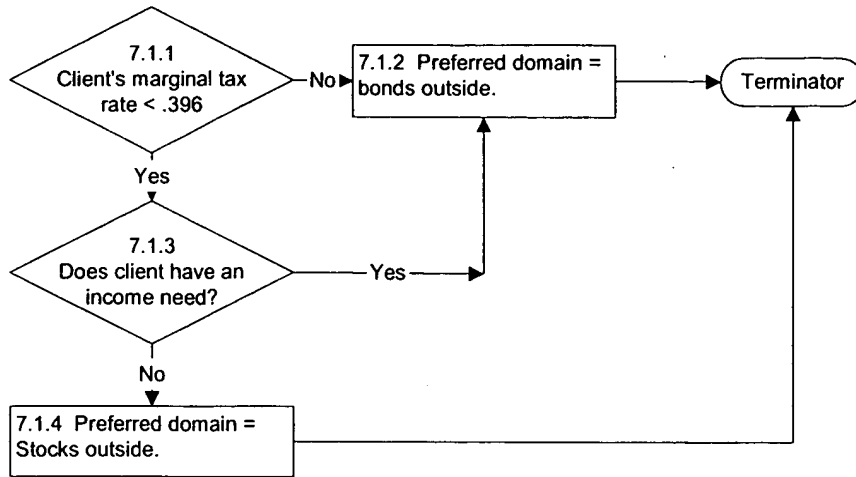 7.1.1
Client's marginal tax
rate < .396
No
7.1.2 Preferred domain =
bonds outside.
Terminator
Yes
7.1.3
Does client have an
income need?
Yes
No
7.1.4 Preferred domain =
Stocks outside.